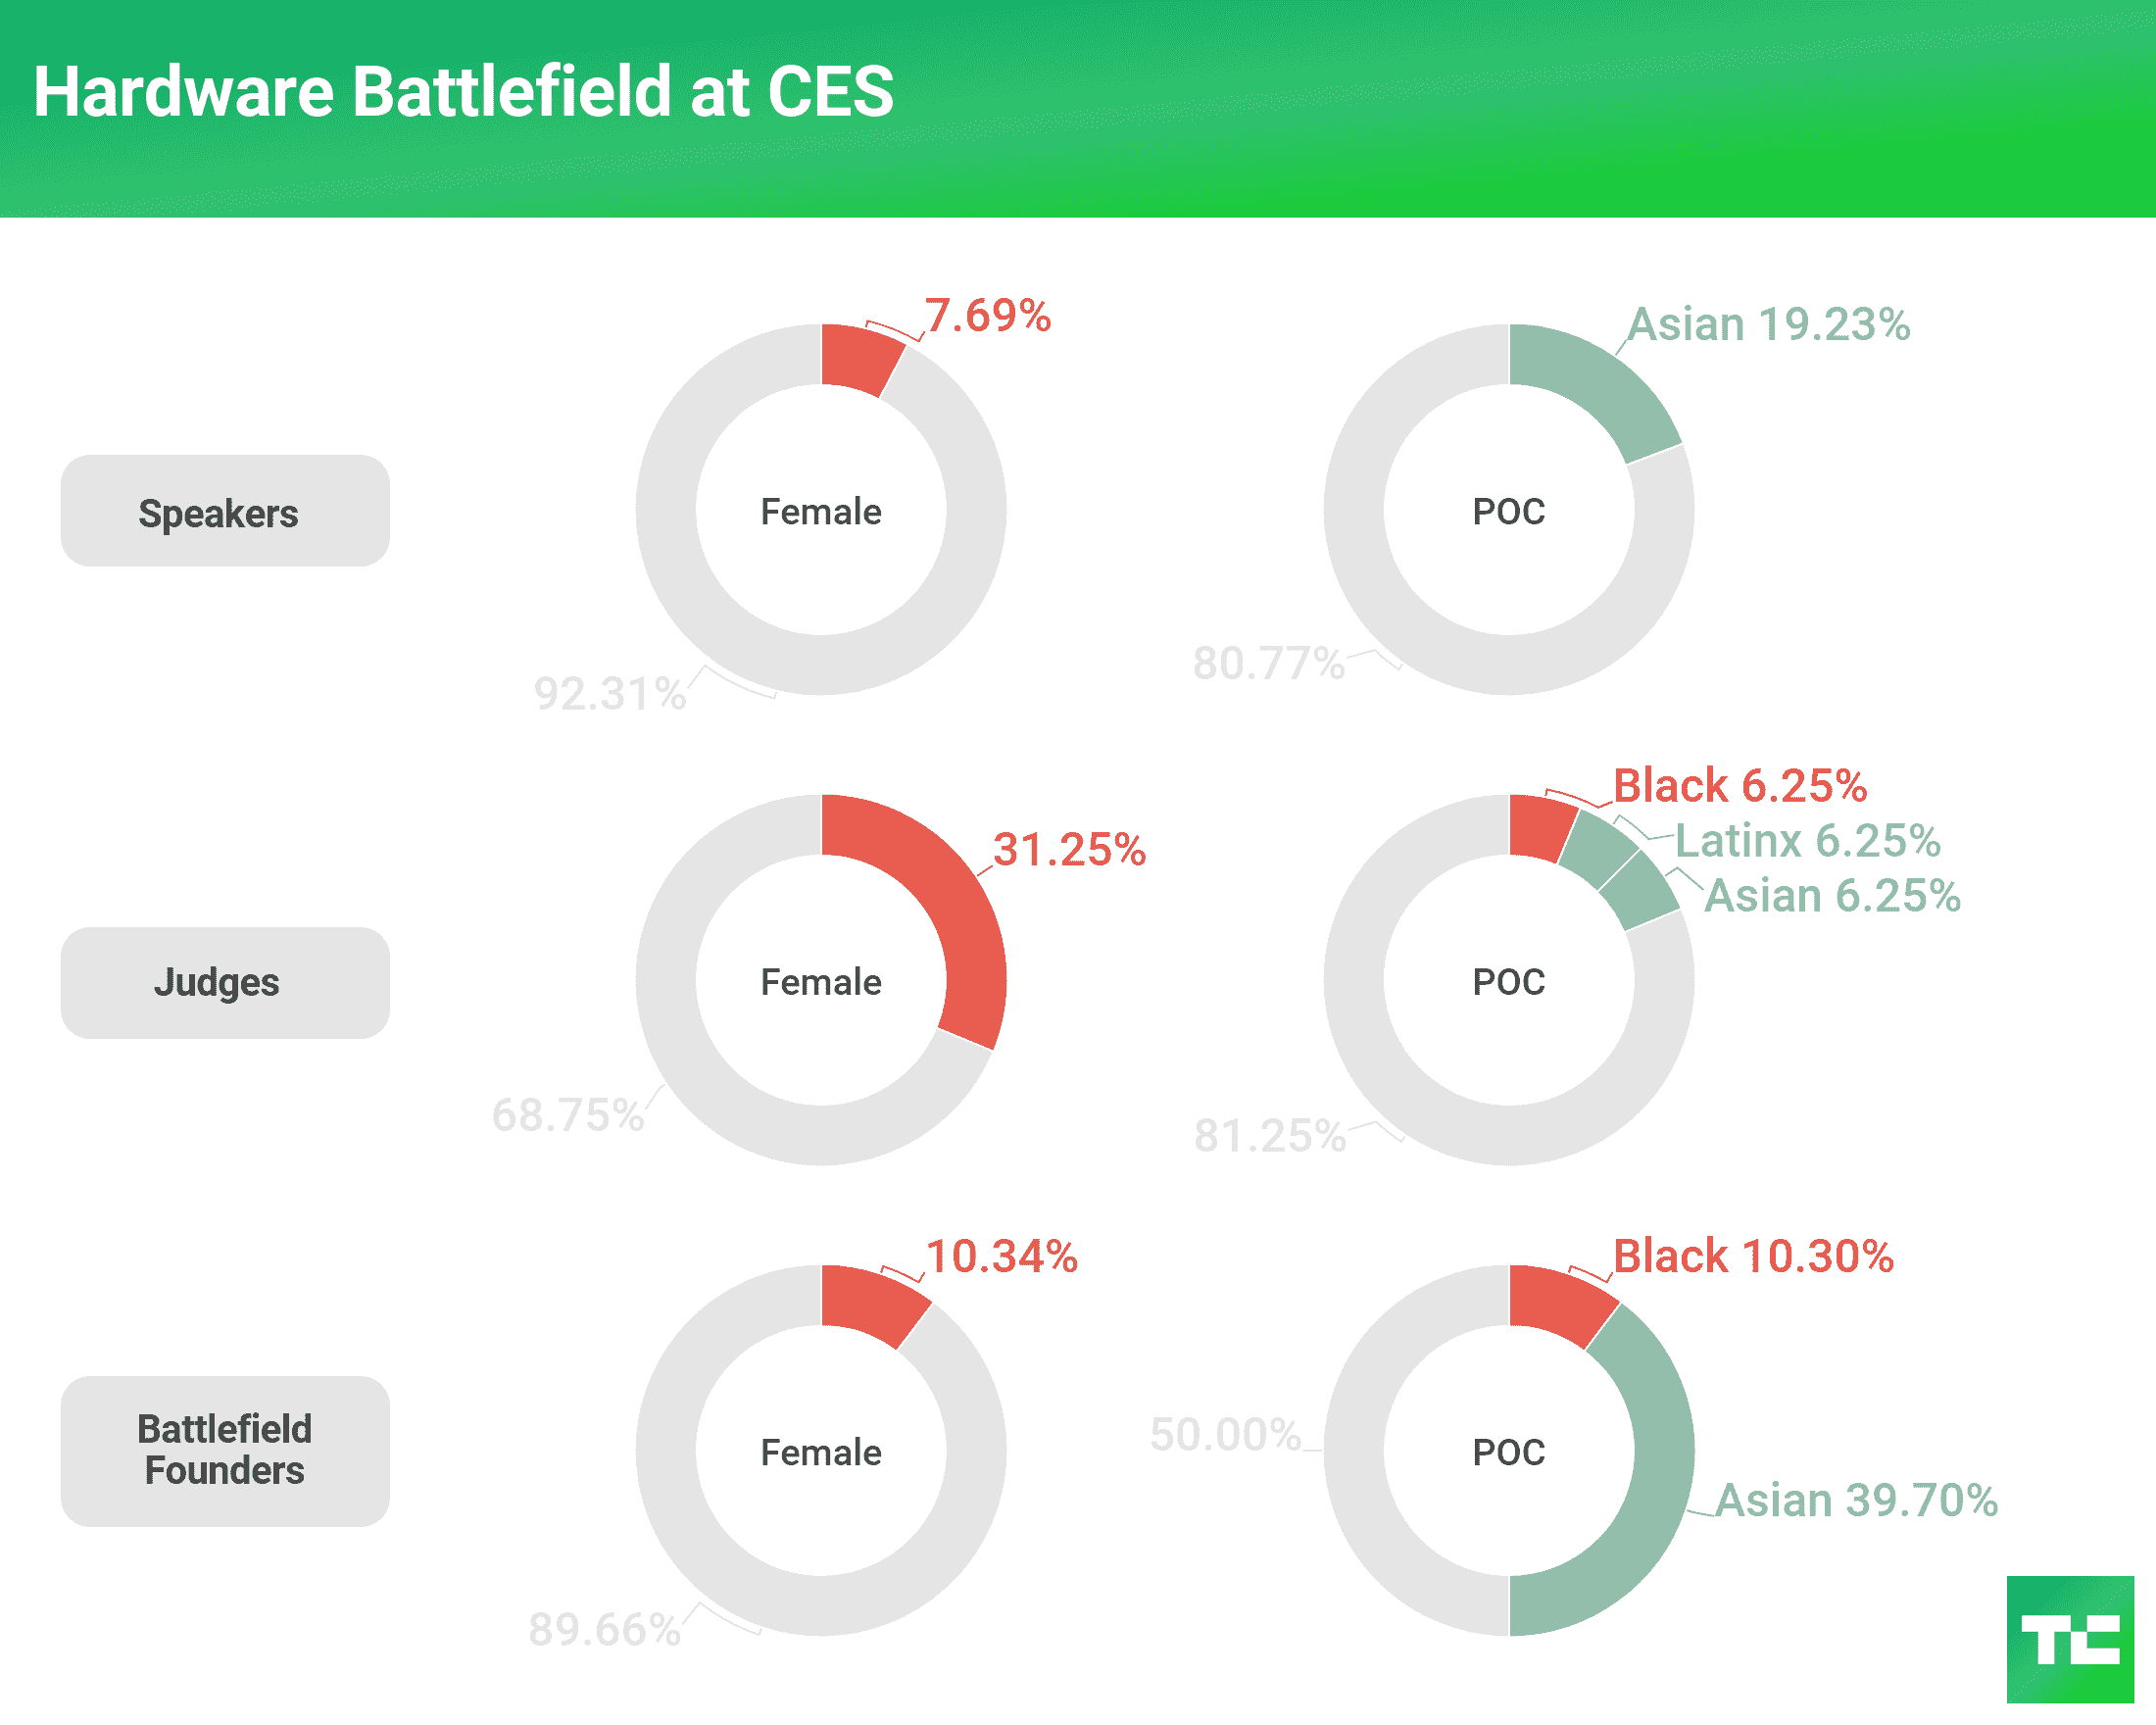 Hardware Battlefield at CES
7.69%
Asian 19.23%
Speakers
Female
POC
92.31%
80.77%
Black 6.25%
31.25%
Latinx 6.25%
Asian 6.25%
Judges
Female
POC
68.75%
81.25%
10.34%
Black 10.30%
Battlefield
Founders
Female
50.00%
POC
Asian 39.70%
89.66%
TC